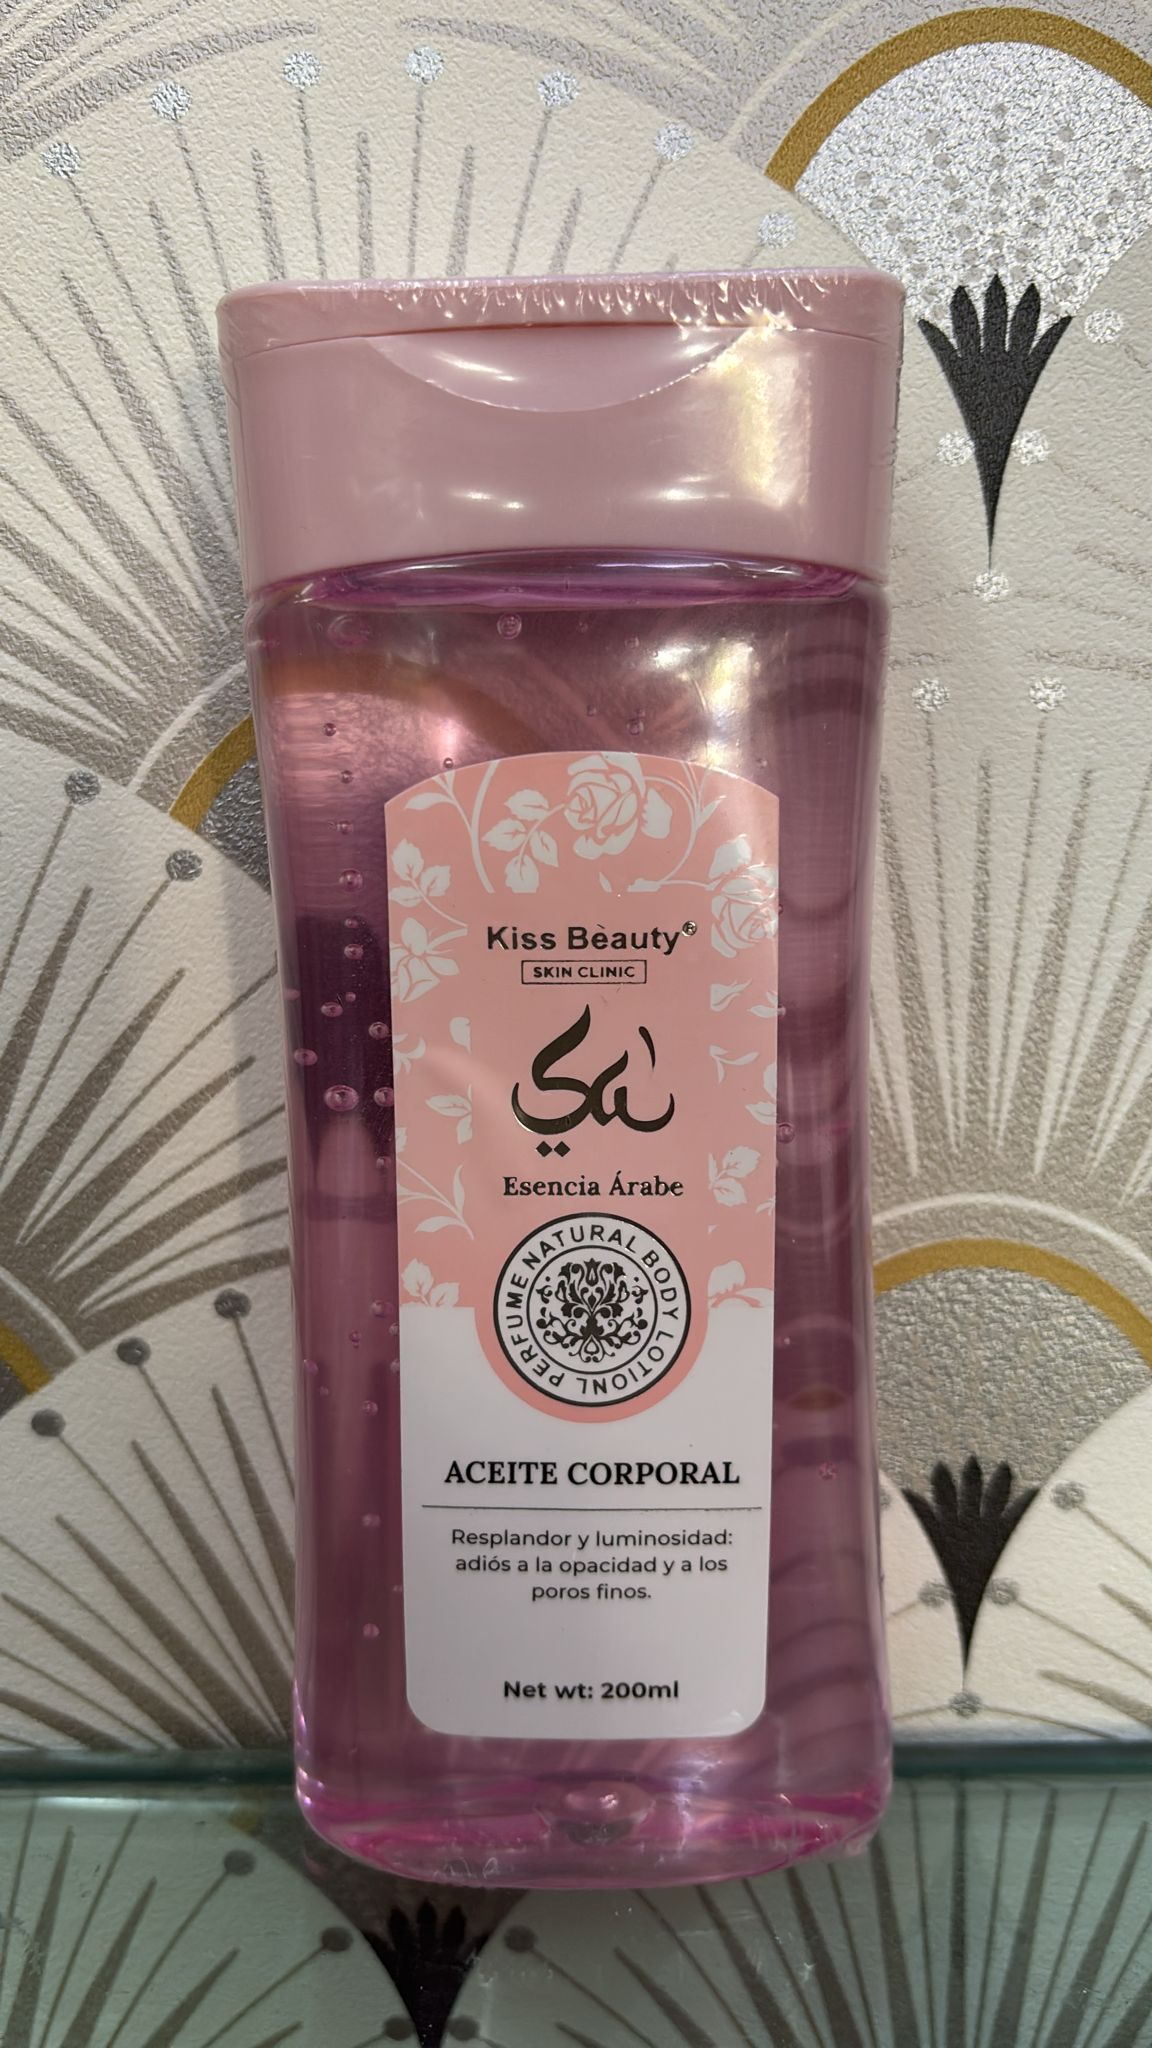 Kiss Bèauty®
SKIN CLINIC
Esencia Árabe
PERFUME NATURAL BODY LOTIONL
ACEITE CORPORAL
Resplandor y luminosidad:
adiós a la opacidad y a los
poros finos.
Net wt: 200ml